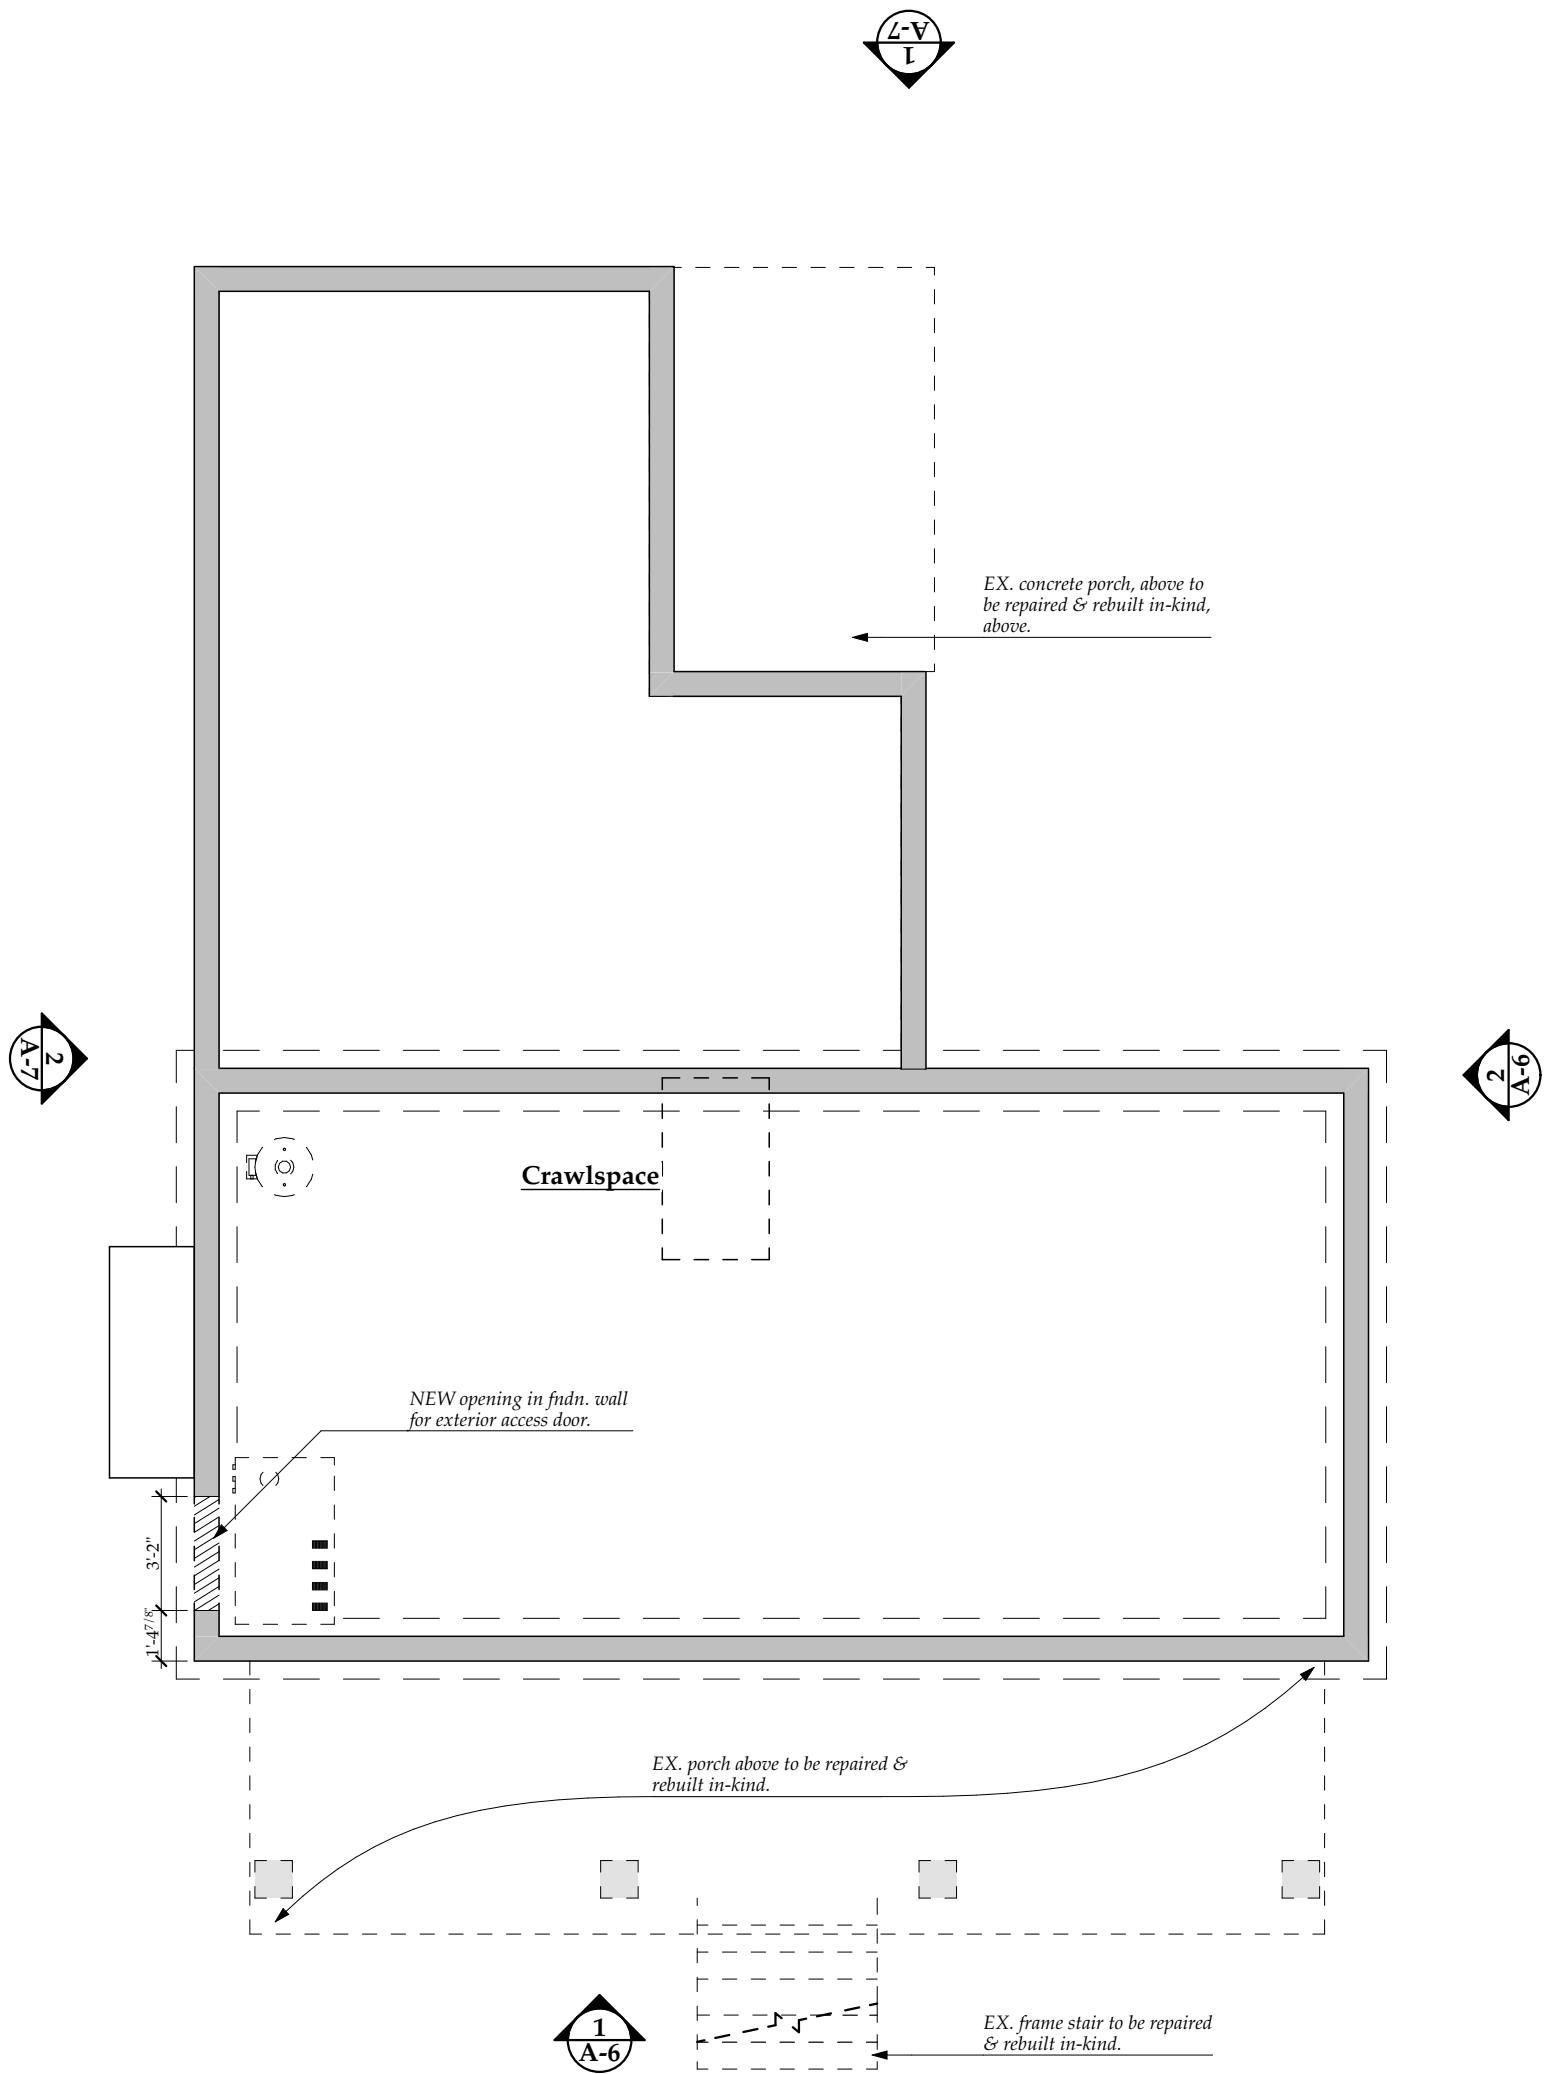 1
A-7
EX. concrete porch, above to
be repaired & rebuilt in-kind,
above.
2
A-7
2
A-6
Crawlspace
NEW opening in fndn. wall
for exterior access door.
3'-2"
1'-4 7/8"
EX. porch above to be repaired &
rebuilt in-kind.
1
A-6
EX. frame stair to be repaired
& rebuilt in-kind.